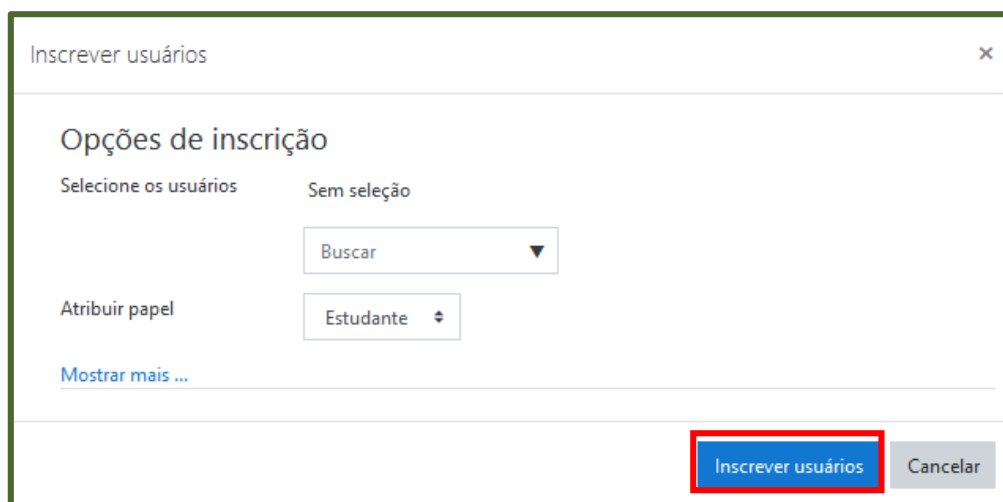 Inscrever usuários ×
Opções de inscrição
Selecione os usuários Sem seleção
Buscar
Atribuir papel Estudante
Mostrar mais ...
Inscrever usuários Cancelar